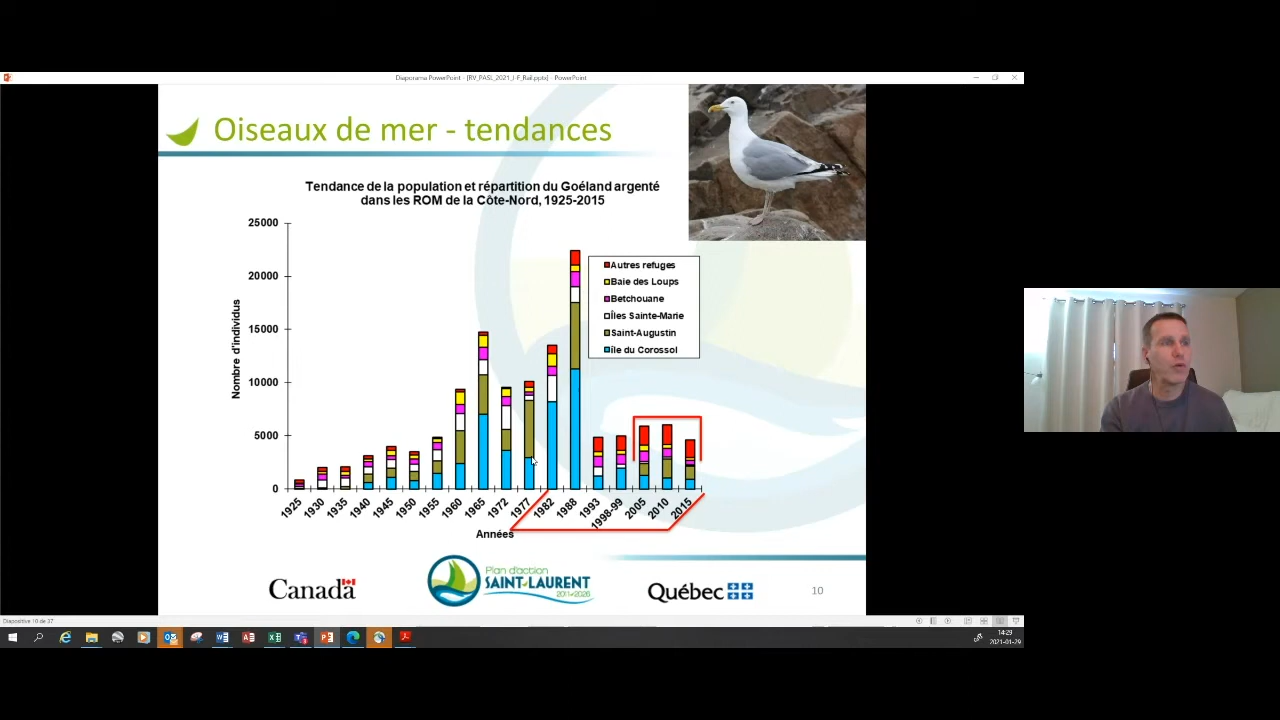 Diaporama PowerPoint - [RV_PASL_2021_J-F_Rail.pptx] - PowerPoint
Oiseaux de mer - tendances
Tendance de la population et répartition du Goéland argenté
dans les ROM de la Côte-Nord, 1925-2015
Nombre d'individus
25000
20000
15000
10000
5000
0
Autres refuges
Baie des Loups
Betchouane
Îles Sainte-Marie
Saint-Augustin
île du Corossol
1925
1930
1935
1940
1945
1950
1955
1960
1965
1972
1977
1982
1988
1993
1998-99
2005
2010
2015
Années
Canada
Plan d'action
SAINT-LAURENT
2011-2026
Québec
10
Diapositive 10 de 37
14:29
2021-01-29